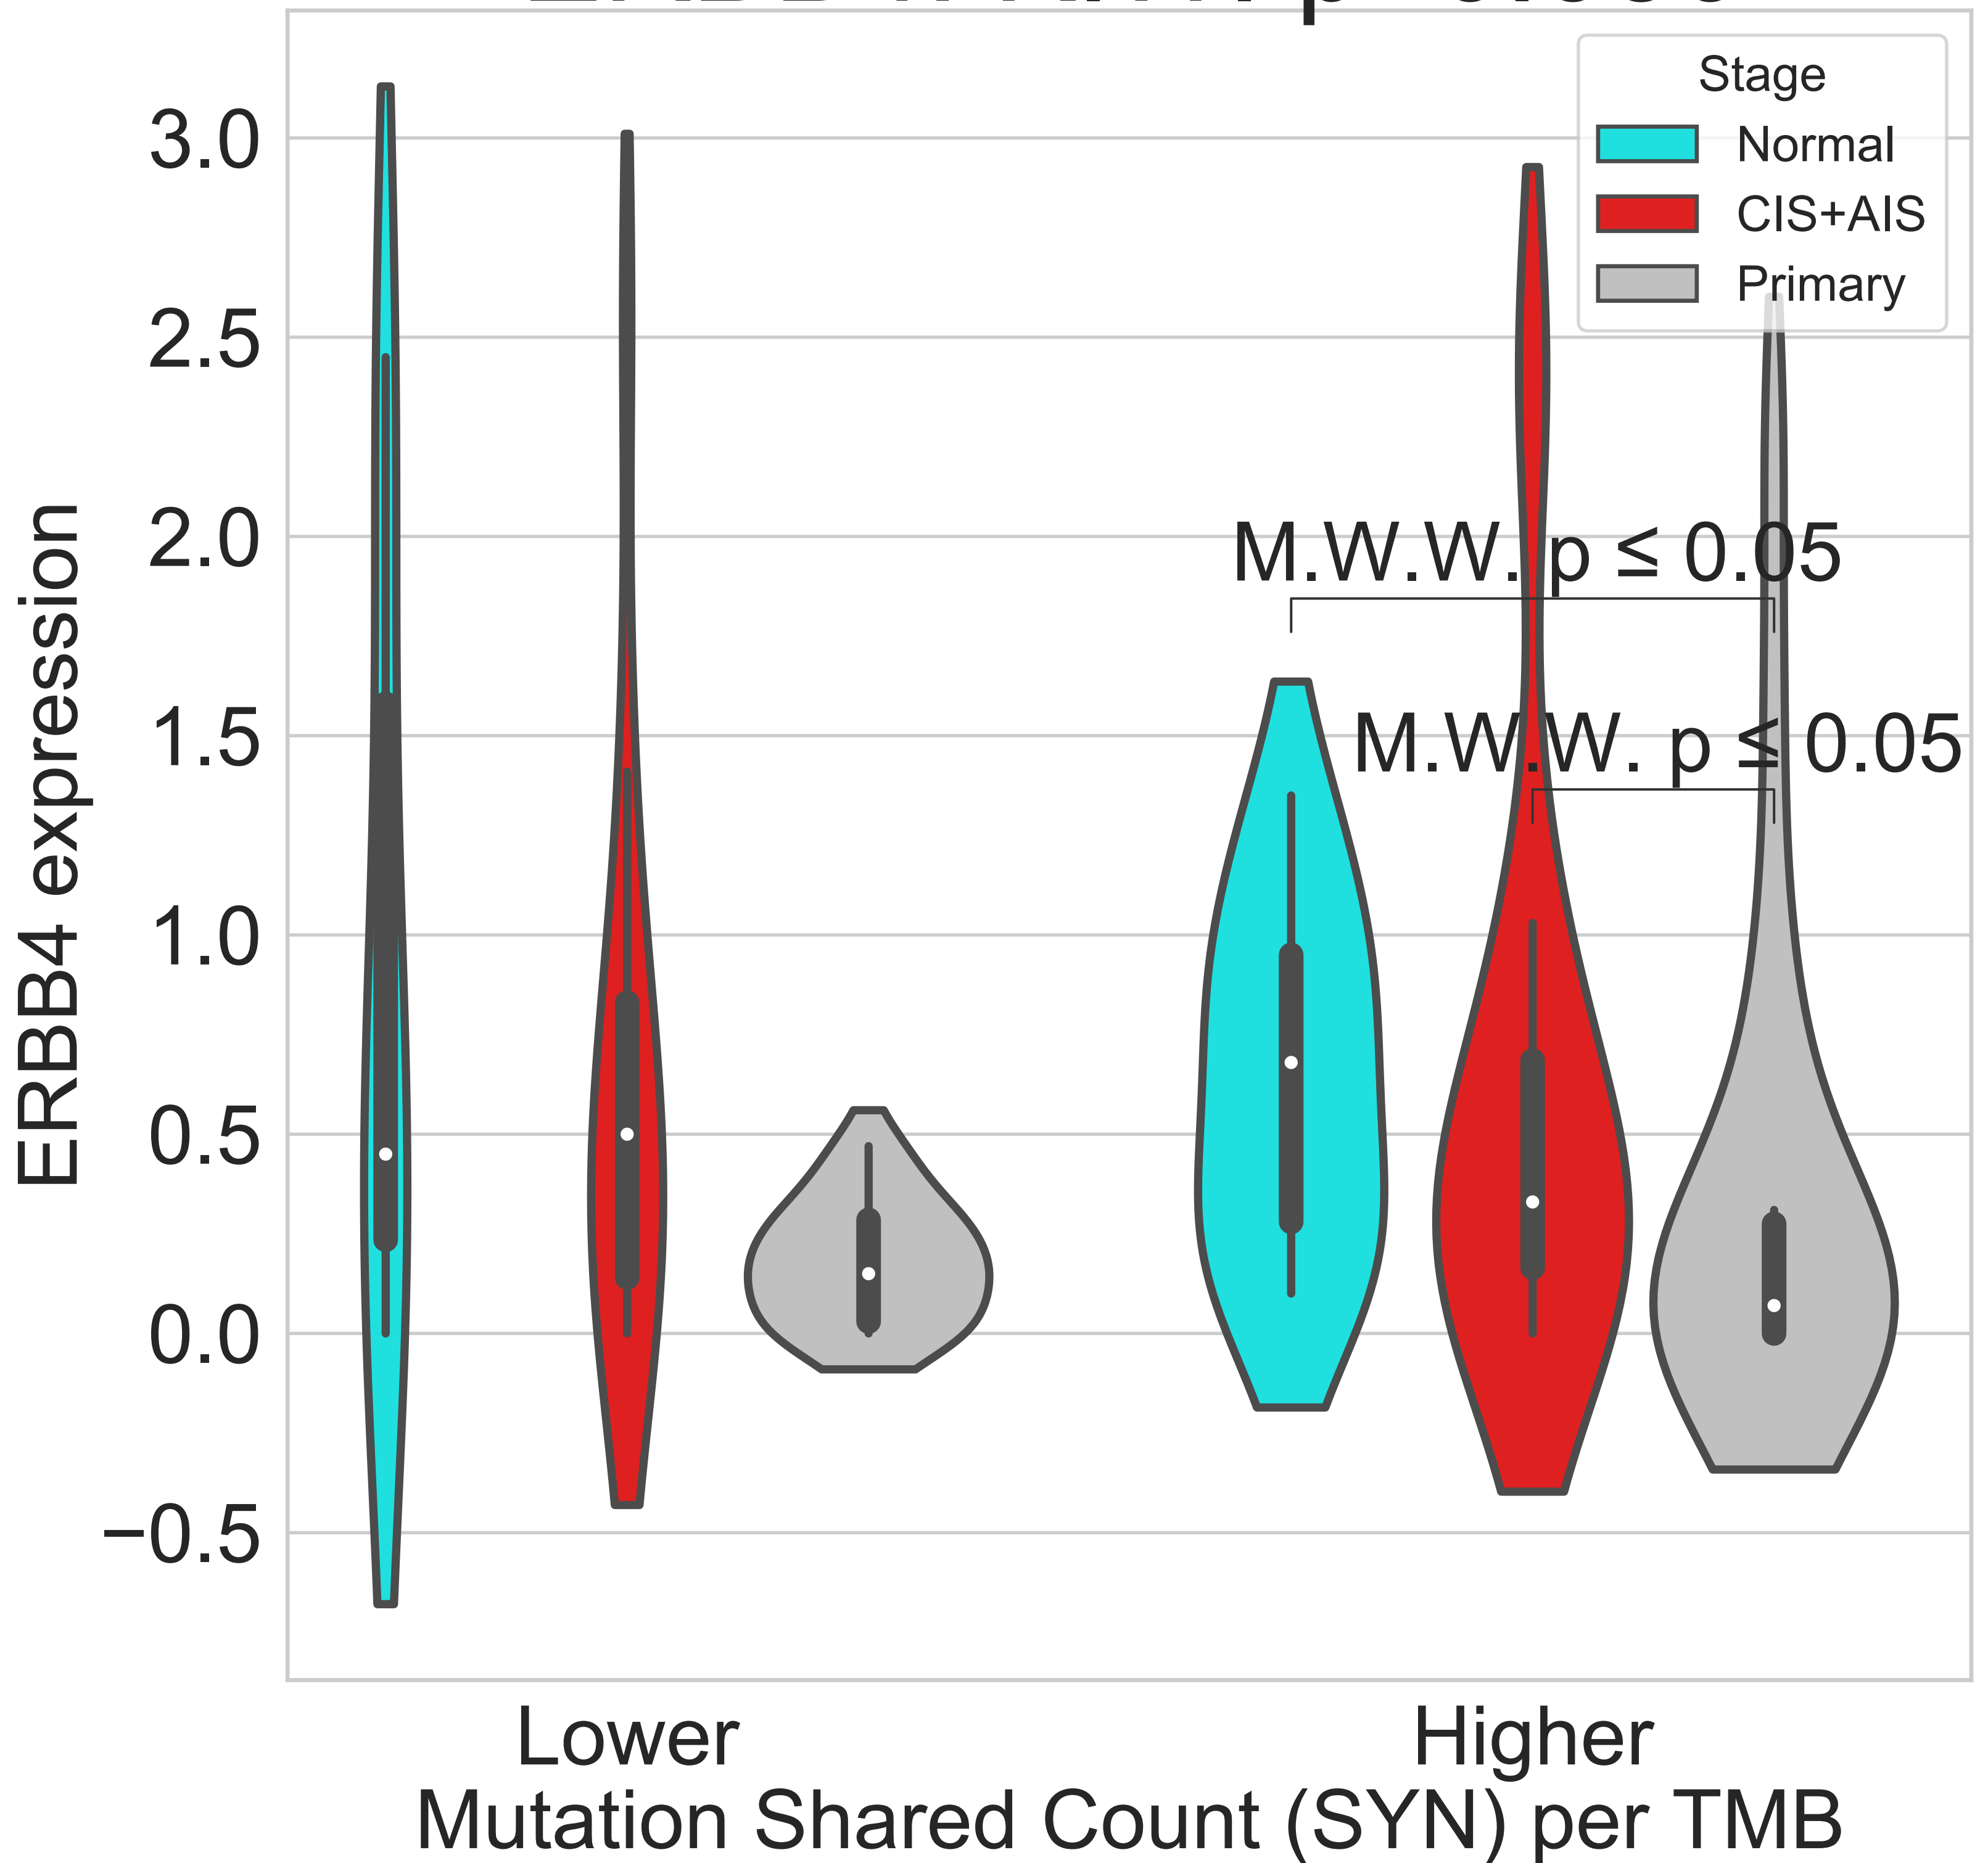 Stage
Normal
CIS+AIS
Primary
3.0
2.5
2.0
1.5
1.0
0.5
0.0
−0.5
ERBB4 expression
M.W.W. p ≤ 0.05
M.W.W. p ≤ 0.05
Lower
Higher
Mutation Shared Count (SYN) per TMB